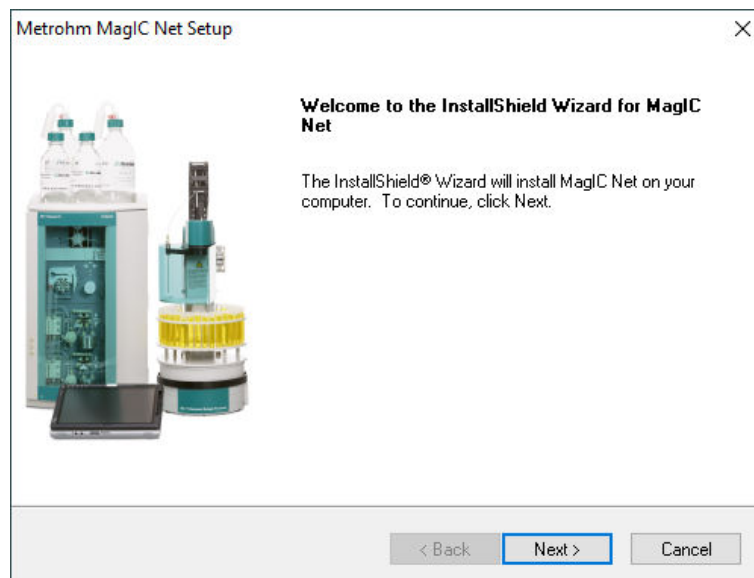 Metrohm MagIC Net Setup
Welcome to the InstallShield Wizard for MagIC
Net
The InstallShield® Wizard will install MagIC Net on your
computer. To continue, click Next.
< Back
Next >
Cancel